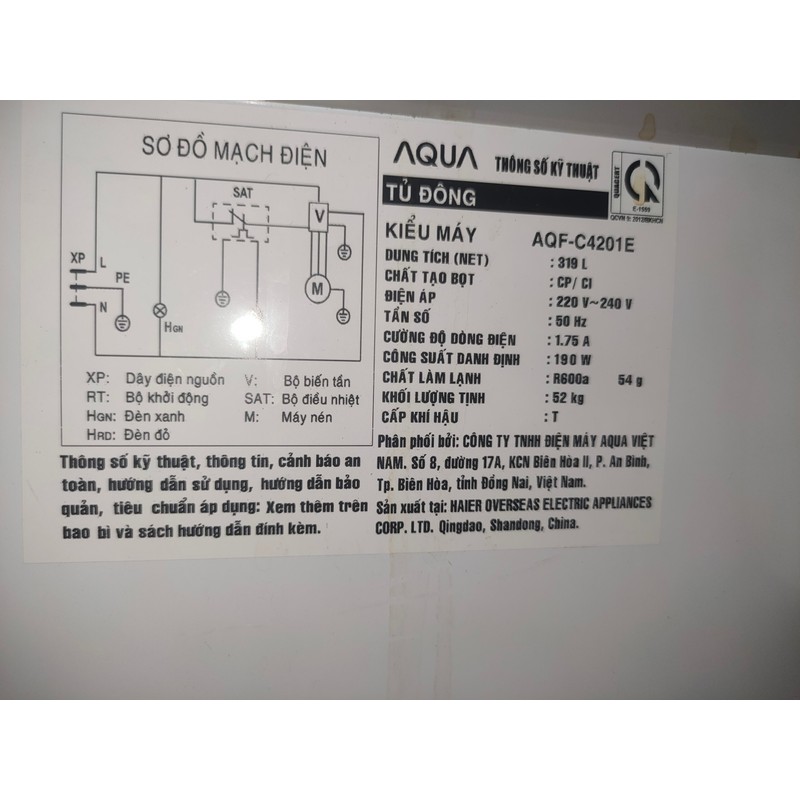 SƠ ĐỒ MẠCH ĐIỆN
SAT
V
XP
L
PE
N
HGN
M
XP: Dây điện nguồn V: Bộ biến tần
RT: Bộ khởi động SAT: Bộ điều nhiệt
HGN: Đèn xanh M: Máy nén
HRD: Đèn đỏ
Thông số kỹ thuật, thông tin, cảnh báo an
toàn, hướng dẫn sử dụng, hướng dẫn bảo
quản, tiêu chuẩn áp dụng: Xem thêm trên
bao bì và sách hướng dẫn đính kèm.
AQUA THÔNG SỐ KỸ THUẬT
TỦ ĐÔNG
QUACERT
KIỂU MÁY AQF-C4201E
DUNG TÍCH (NET) : 319 L
CHẤT TẠO BỌT : CP/ CI
ĐIỆN ÁP : 220 V~240 V
TẦN SỐ : 50 Hz
CƯỜNG ĐỘ DÒNG ĐIỆN : 1.75 A
CÔNG SUẤT DANH ĐỊNH : 190 W
CHẤT LÀM LẠNH : R600a 54 g
KHỐI LƯỢNG TỊNH : 52 kg
CẤP KHÍ HẬU : T
Phân phối bởi: CÔNG TY TNHH ĐIỆN MÁY AQUA VIỆT
NAM. Số 8, đường 17A, KCN Biên Hòa II, P. An Bình,
Tp. Biên Hòa, tỉnh Đồng Nai, Việt Nam.
Sản xuất tại: HAIER OVERSEAS ELECTRIC APPLIANCES
CORP. LTD. Qingdao, Shandong, China.